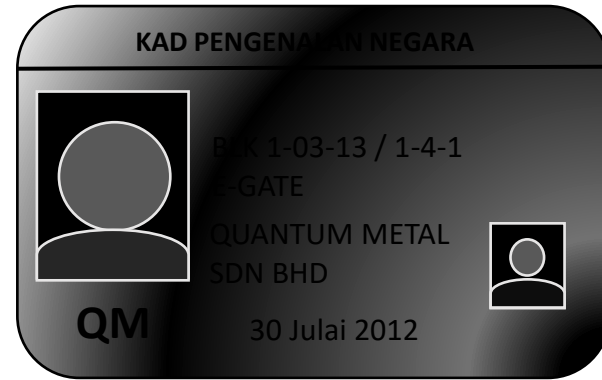 KAD PENGENALAN NEGARA
BLK 1-03-13 / 1-4-1
E-GATE
QUANTUM METAL
SDN BHD
QM
30 Julai 2012